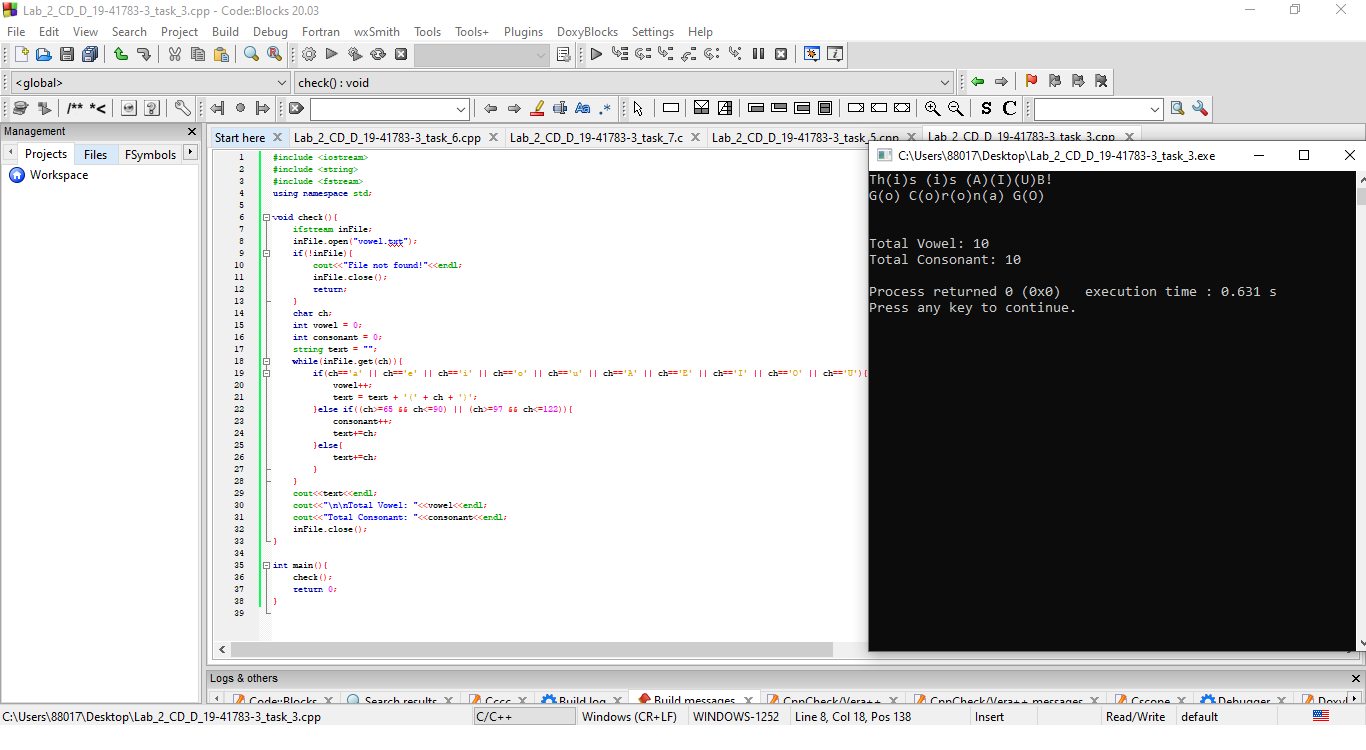 Lab_2_CD_D_19-41783-3_task_3.cpp - Code::Blocks 20.03
File Edit View Search Project Build Debug Fortran wxSmith Tools Tools+ Plugins DoxyBlocks Settings Help
<global> check() : void
/** *< Aa .* S C
Management
Projects Files FSymbols
Workspace
Start here Lab_2_CD_D_19-41783-3_task_6.cpp Lab_2_CD_D_19-41783-3_task_7.c Lab_2_CD_D_19-41783-3_task_5.cpp Lab_2_CD_D_19-41783-3_task_3.cpp
1 #include <iostream>
2 #include <string>
3 #include <fstream>
4 using namespace std;
5
6 void check(){
7 ifstream inFile;
8 inFile.open("vowel.txt");
9 if(!inFile){
10 cout<<"File not found!"<<endl;
11 inFile.close();
12 return;
13 }
14 char ch;
15 int vowel = 0;
16 int consonant = 0;
17 string text = "";
18 while(inFile.get(ch)){
19 if(ch=='a' || ch=='e' || ch=='i' || ch=='o' || ch=='u' || ch=='A' || ch=='E' || ch=='I' || ch=='O' || ch=='U'){
20 vowel++;
21 text = text + '(' + ch + ')';
22 }else if((ch>=65 && ch<=90) || (ch>=97 && ch<=122)){
23 consonant++;
24 text+=ch;
25 }else{
26 text+=ch;
27 }
28 }
29 cout<<text<<endl;
30 cout<<"\n\nTotal Vowel: "<<vowel<<endl;
31 cout<<"Total Consonant: "<<consonant<<endl;
32 inFile.close();
33 }
34
35 int main(){
36 check();
37 return 0;
38 }
39
C:\Users\88017\Desktop\Lab_2_CD_D_19-41783-3_task_3.exe
Th(i)s (i)s (A)(I)(U)B!
G(o) C(o)r(o)n(a) G(O)
Total Vowel: 10
Total Consonant: 10
Process returned 0 (0x0) execution time : 0.631 s
Press any key to continue.
Logs & others
Code::Blocks Search results Cccc Build log Build messages CppCheck/Vera++ CppCheck/Vera++ messages Cscope Debugger
C:\Users\88017\Desktop\Lab_2_CD_D_19-41783-3_task_3.cpp C/C++ Windows (CR+LF) WINDOWS-1252 Line 8, Col 18, Pos 138 Insert Read/Write default